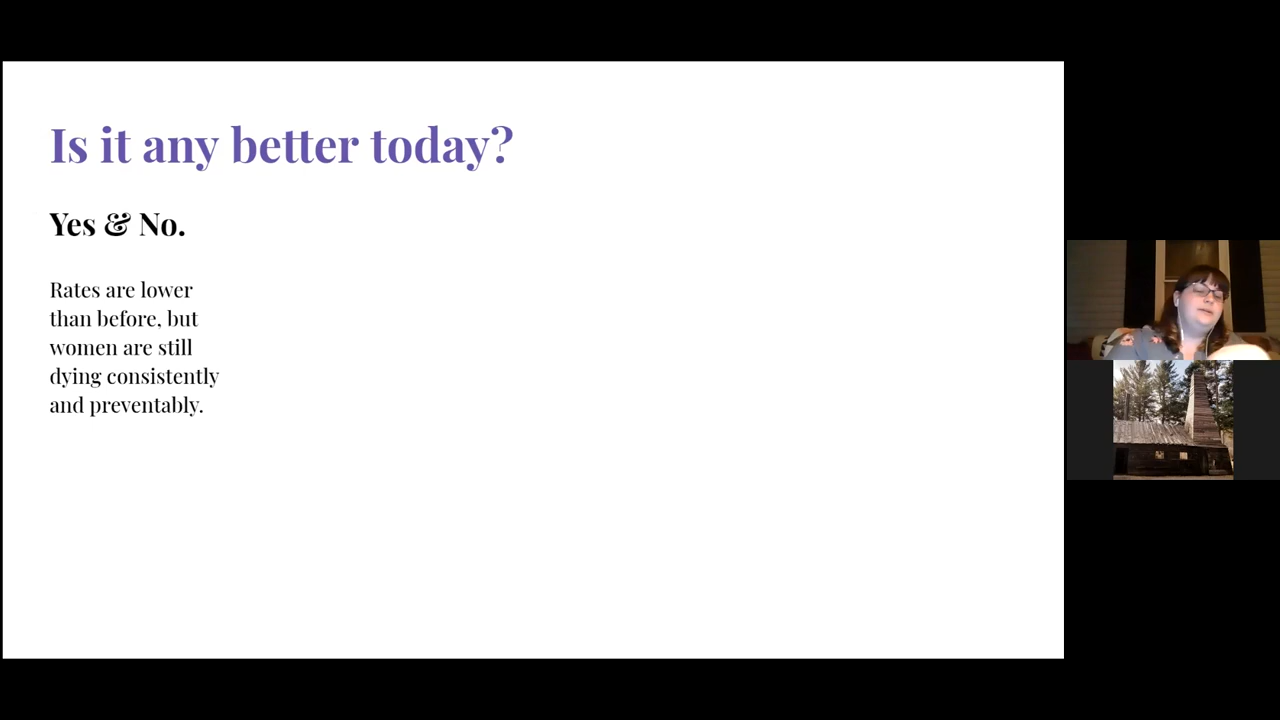 Is it any better today?
Yes & No.
Rates are lower
than before, but
women are still
dying consistently
and preventably.